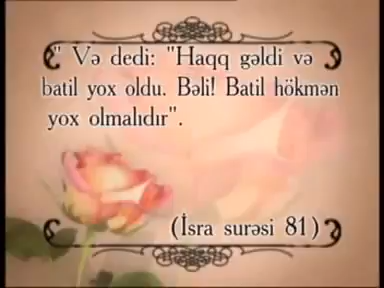 " Və dedi: "Haqq gəldi və
batil yox oldu. Bəli! Batil hökmən
yox olmalıdır".
(İsra surəsi 81)